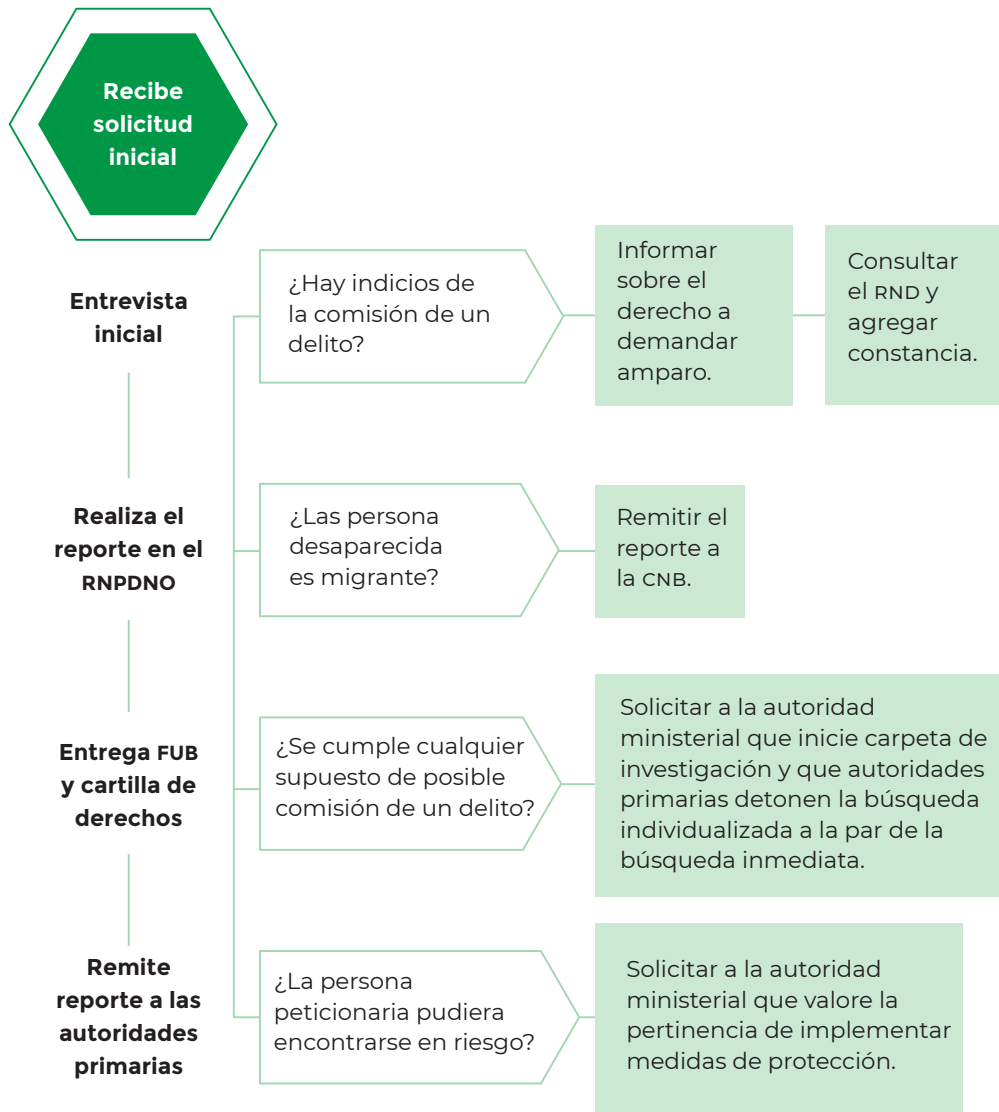 Recibe
solicitud
inicial
Entrevista
inicial
¿Hay indicios de
la comisión de un
delito?
Informar
sobre el
derecho a
demandar
amparo.
Consultar
el RND y
agregar
constancia.
Realiza el
reporte en el
RNPDNO
¿Las persona
desaparecida
es migrante?
Remitir el
reporte a
la CNB.
Entrega FUB
y cartilla de
derechos
¿Se cumple cualquier
supuesto de posible
comisión de un delito?
Solicitar a la autoridad
ministerial que inicie carpeta de
investigación y que autoridades
primarias detonen la búsqueda
individualizada a la par de la
búsqueda inmediata.
Remite
reporte a las
autoridades
primarias
¿La persona
peticionaria pudiera
encontrarse en riesgo?
Solicitar a la autoridad
ministerial que valore la
pertinencia de implementar
medidas de protección.